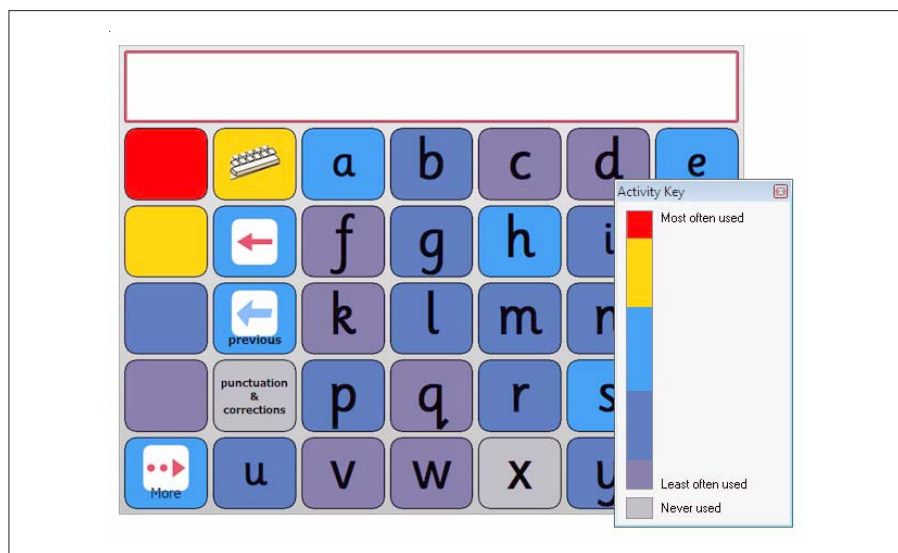 a b c d e
Activity Key
Most often used
f g h i
previous
k l m n
punctuation
&
corrections
p q r s
More
u v w x y
Least often used
Never used